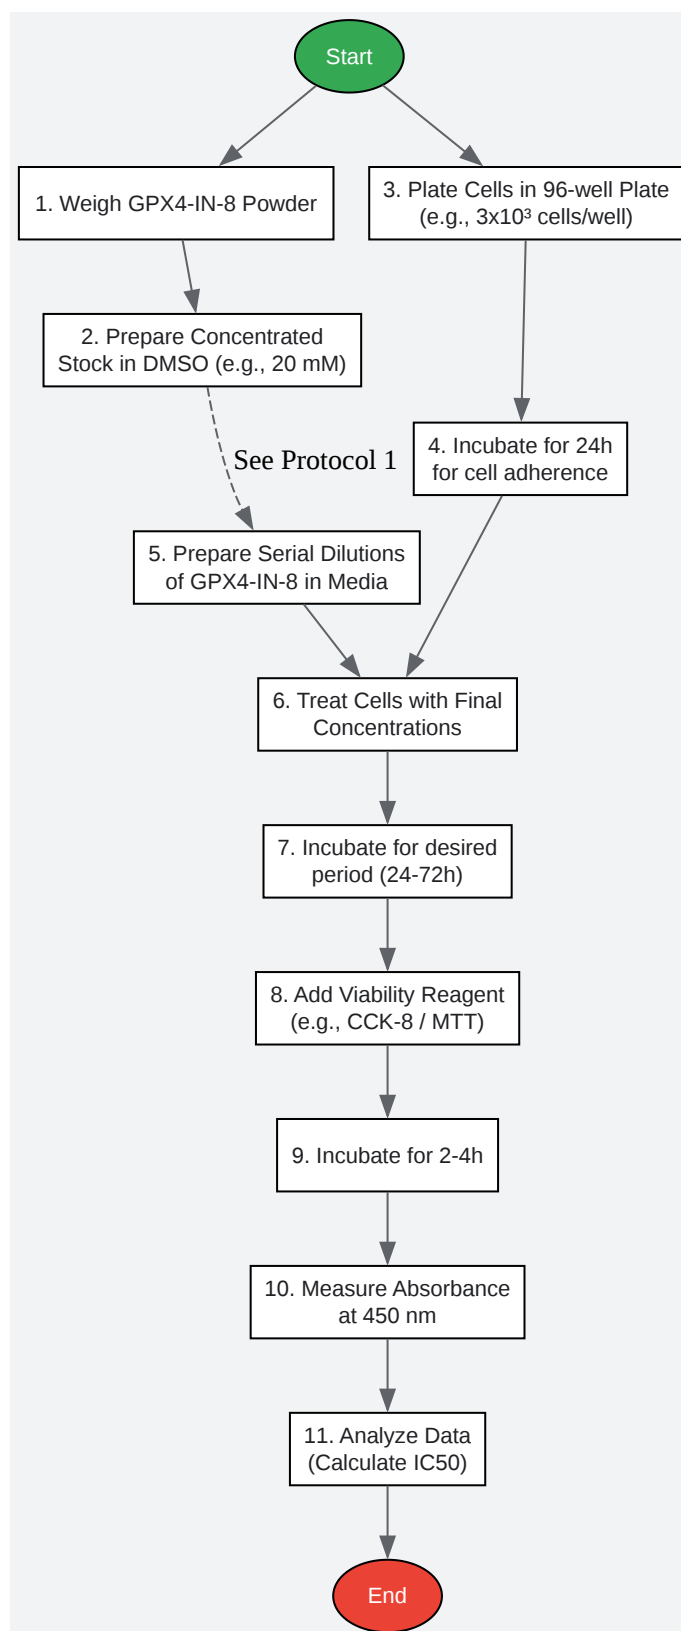 Start
1. Weigh GPX4-IN-8 Powder
3. Plate Cells in 96-well Plate
(e.g., 3x10³ cells/well)
2. Prepare Concentrated
Stock in DMSO (e.g., 20 mM)
4. Incubate for 24h
for cell adherence
See Protocol 1
5. Prepare Serial Dilutions
of GPX4-IN-8 in Media
6. Treat Cells with Final
Concentrations
7. Incubate for desired
period (24-72h)
8. Add Viability Reagent
(e.g., CCK-8 / MTT)
9. Incubate for 2-4h
10. Measure Absorbance
at 450 nm
11. Analyze Data
(Calculate IC50)
End